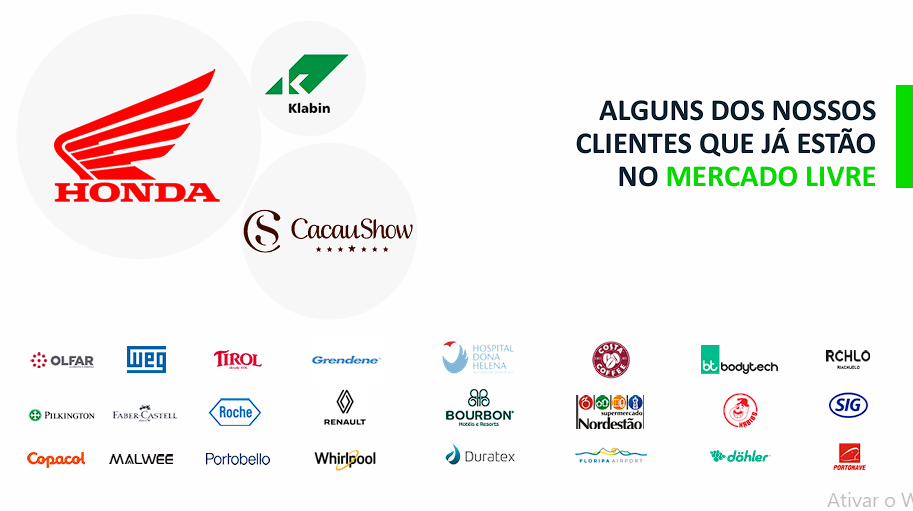 HONDA
Klabin
CacauShow
ALGUNS DOS NOSSOS
CLIENTES QUE JÁ ESTÃO
NO MERCADO LIVRE
OLFAR
WEG
TIROL
Grendene
HOSPITAL
DONA
HELENA
COSTA
COFFEE
bt bodytech
RCHLO
RIACHUELO
PILKINGTON
FABER-CASTELL
Roche
RENAULT
BOURBON
Hotéis e Resorts
supermercado
Nordestão
HABIBS
SIG
Copacol
MALWEE
Portobello
Whirlpool
Duratex
FLORIPA AIRPORT
döhler
PORTONAVE
Ativar o W